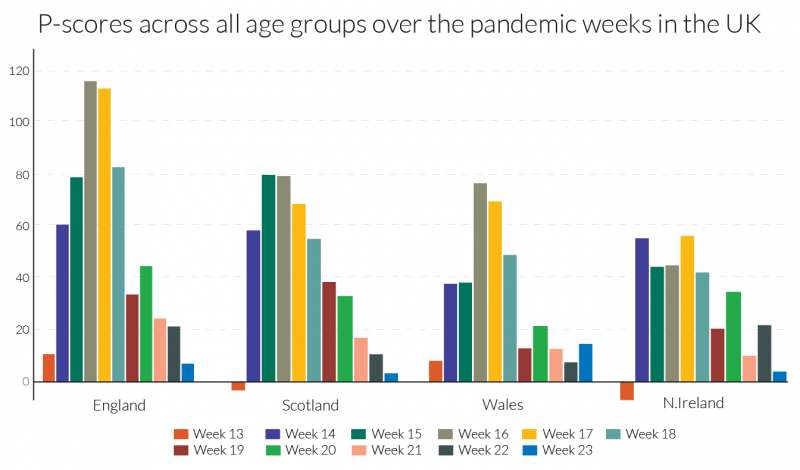 P-scores across all age groups over the pandemic weeks in the UK
120
100
80
60
40
20
0
England Scotland Wales N.Ireland
Week 13 Week 14 Week 15 Week 16 Week 17 Week 18
Week 19 Week 20 Week 21 Week 22 Week 23